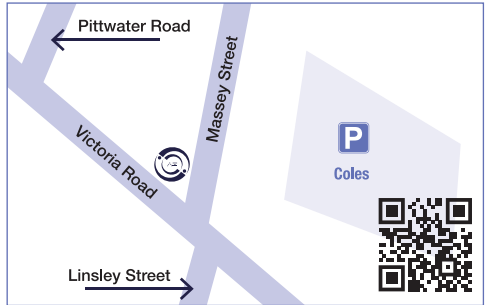 Pittwater Road
Massey Street
Victoria Road
P
Coles
Linsley Street